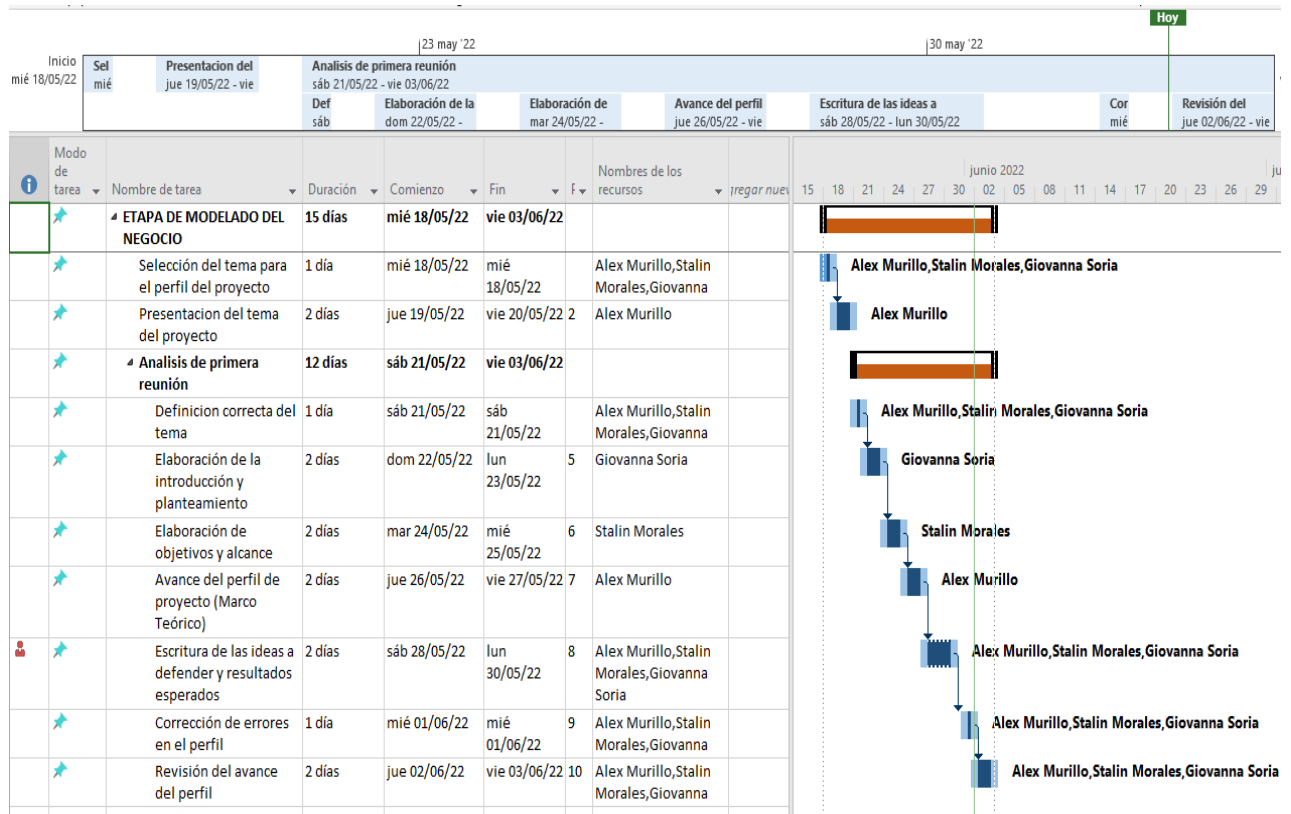 Hoy
23 may '22
30 may '22
Inicio
mié 18/05/22
Sel
mié
Presentacion del
jue 19/05/22 - vie
Analisis de primera reunión
sáb 21/05/22 - vie 03/06/22
Def
sáb
Elaboración de la
dom 22/05/22 -
Elaboración de
mar 24/05/22 -
Avance del perfil
jue 26/05/22 - vie
Escritura de las ideas a
sáb 28/05/22 - lun 30/05/22
Cor
mié
Revisión del
jue 02/06/22 - vie
Modo
de
tarea
Nombre de tarea
Duración
Comienzo
Fin
Nombres de los
recursos
junio 2022
15 18 21 24 27 30 02 05 08 11 14 17 20 23 26 29
ETAPA DE MODELADO DEL
NEGOCIO
15 días
mié 18/05/22
vie 03/06/22
Selección del tema para
el perfil del proyecto
1 día
mié 18/05/22
mié
18/05/22
Alex Murillo,Stalin
Morales,Giovanna
Alex Murillo,Stalin Morales,Giovanna Soria
Presentacion del tema
del proyecto
2 días
jue 19/05/22
vie 20/05/22
2
Alex Murillo
Alex Murillo
Analisis de primera
reunión
12 días
sáb 21/05/22
vie 03/06/22
Definicion correcta del
tema
1 día
sáb 21/05/22
sáb
21/05/22
Alex Murillo,Stalin
Morales,Giovanna
Alex Murillo,Stalin Morales,Giovanna Soria
Elaboración de la
introducción y
planteamiento
2 días
dom 22/05/22
lun
23/05/22
5
Giovanna Soria
Giovanna Soria
Elaboración de
objetivos y alcance
2 días
mar 24/05/22
mié
25/05/22
6
Stalin Morales
Stalin Morales
Avance del perfil de
proyecto (Marco
Teórico)
2 días
jue 26/05/22
vie 27/05/22
7
Alex Murillo
Alex Murillo
Escritura de las ideas a
defender y resultados
esperados
2 días
sáb 28/05/22
lun
30/05/22
8
Alex Murillo,Stalin
Morales,Giovanna
Soria
Alex Murillo,Stalin Morales,Giovanna Soria
Corrección de errores
en el perfil
1 día
mié 01/06/22
mié
01/06/22
9
Alex Murillo,Stalin
Morales,Giovanna
Alex Murillo,Stalin Morales,Giovanna Soria
Revisión del avance
del perfil
2 días
jue 02/06/22
vie 03/06/22
10
Alex Murillo,Stalin
Morales,Giovanna
Alex Murillo,Stalin Morales,Giovanna Soria